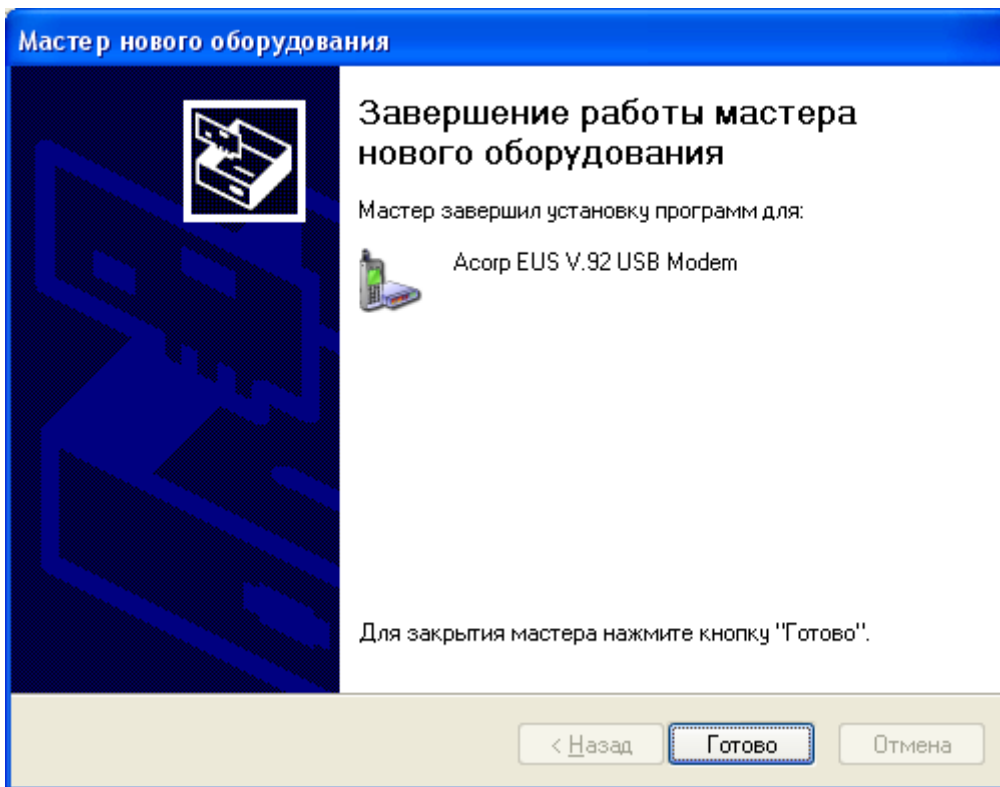 Мастер нового оборудования
Завершение работы мастера
нового оборудования
Мастер завершил установку программ для:
Acorp EUS V.92 USB Modem
Для закрытия мастера нажмите кнопку "Готово".
< Назад
Готово
Отмена